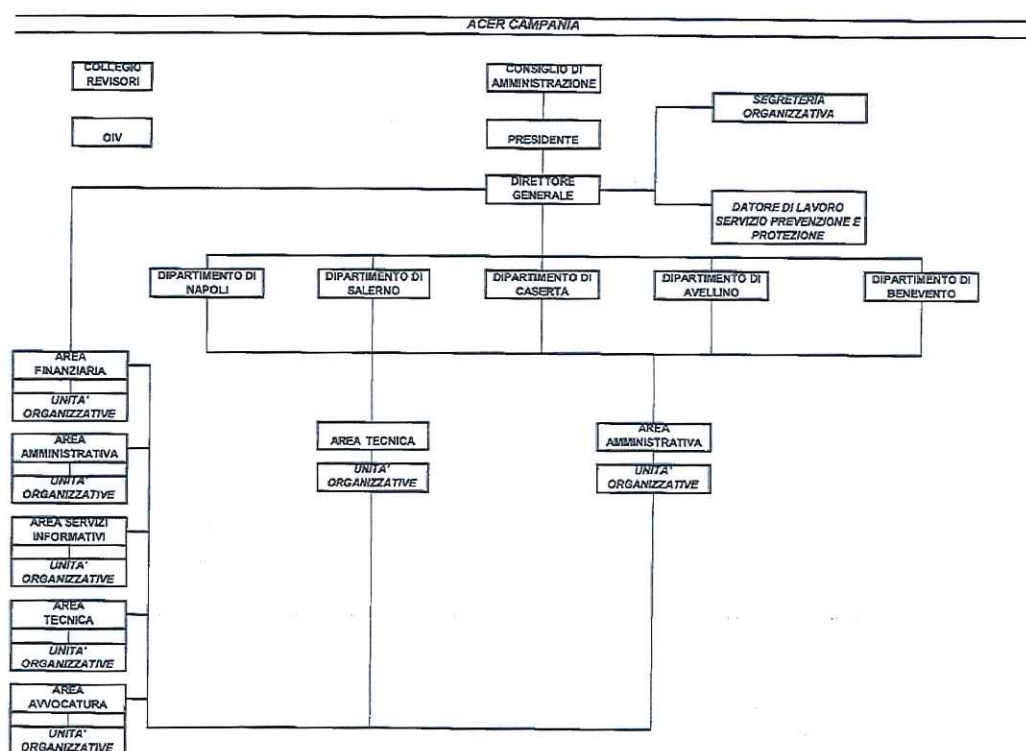 ACER CAMPANIA
COLLEGIO
REVISORI
CONSIGLIO DI
AMMINISTRAZIONE
SEGRETERIA
ORGANIZZATIVA
OIV
PRESIDENTE
DIRETTORE
GENERALE
DATORE DI LAVORO
SERVIZIO PREVENZIONE E
PROTEZIONE
DIPARTIMENTO DI
NAPOLI
DIPARTIMENTO DI
SALERNO
DIPARTIMENTO DI
CASERTA
DIPARTIMENTO DI
AVELLINO
DIPARTIMENTO DI
BENEVENTO
AREA
FINANZIARIA
UNITA'
ORGANIZZATIVE
AREA
AMMINISTRATIVA
UNITA'
ORGANIZZATIVE
AREA SERVIZI
INFORMATIVI
UNITA'
ORGANIZZATIVE
AREA
TECNICA
UNITA'
ORGANIZZATIVE
AREA
AVVOCATURA
UNITA'
ORGANIZZATIVE
AREA TECNICA
UNITA'
ORGANIZZATIVE
AREA
AMMINISTRATIVA
UNITA'
ORGANIZZATIVE